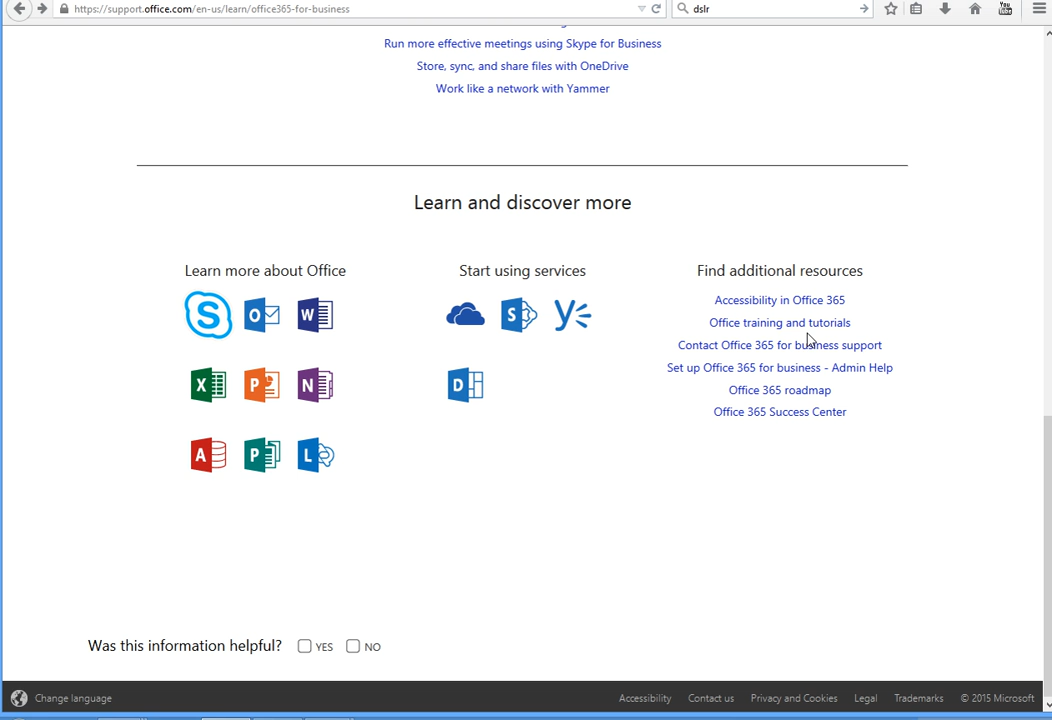 https://support.office.com/en-us/learn/office365-for-business
dslr
You
Run more effective meetings using Skype for Business
Store, sync, and share files with OneDrive
Work like a network with Yammer
Learn and discover more
Learn more about Office
Start using services
Find additional resources
S O W
S y
Accessibility in Office 365
Office training and tutorials
Contact Office 365 for business support
Set up Office 365 for business - Admin Help
Office 365 roadmap
Office 365 Success Center
X P N
D
A P L
Was this information helpful? YES NO
Change language
Accessibility Contact us Privacy and Cookies Legal Trademarks © 2015 Microsoft